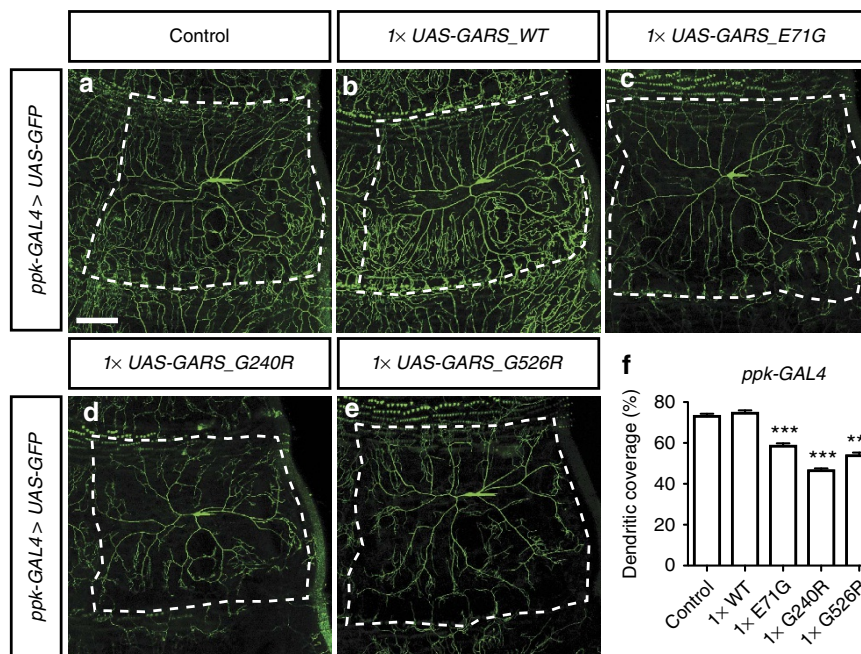 Control
1× UAS-GARS_WT
1× UAS-GARS_E71G
ppk-GAL4 > UAS-GFP
a
b
c
1× UAS-GARS_G240R
1× UAS-GARS_G526R
ppk-GAL4 > UAS-GFP
d
e
f
ppk-GAL4
Dendritic coverage (%)
80
60
40
20
0
***
***
**
Control
1× WT
1× E71G
1× G240R
1× G526R